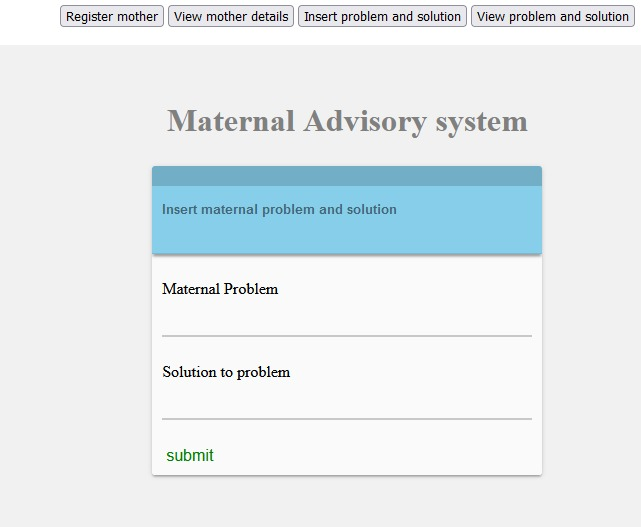 Register mother View mother details Insert problem and solution View problem and solution
Maternal Advisory system
Insert maternal problem and solution
Maternal Problem
Solution to problem
submit